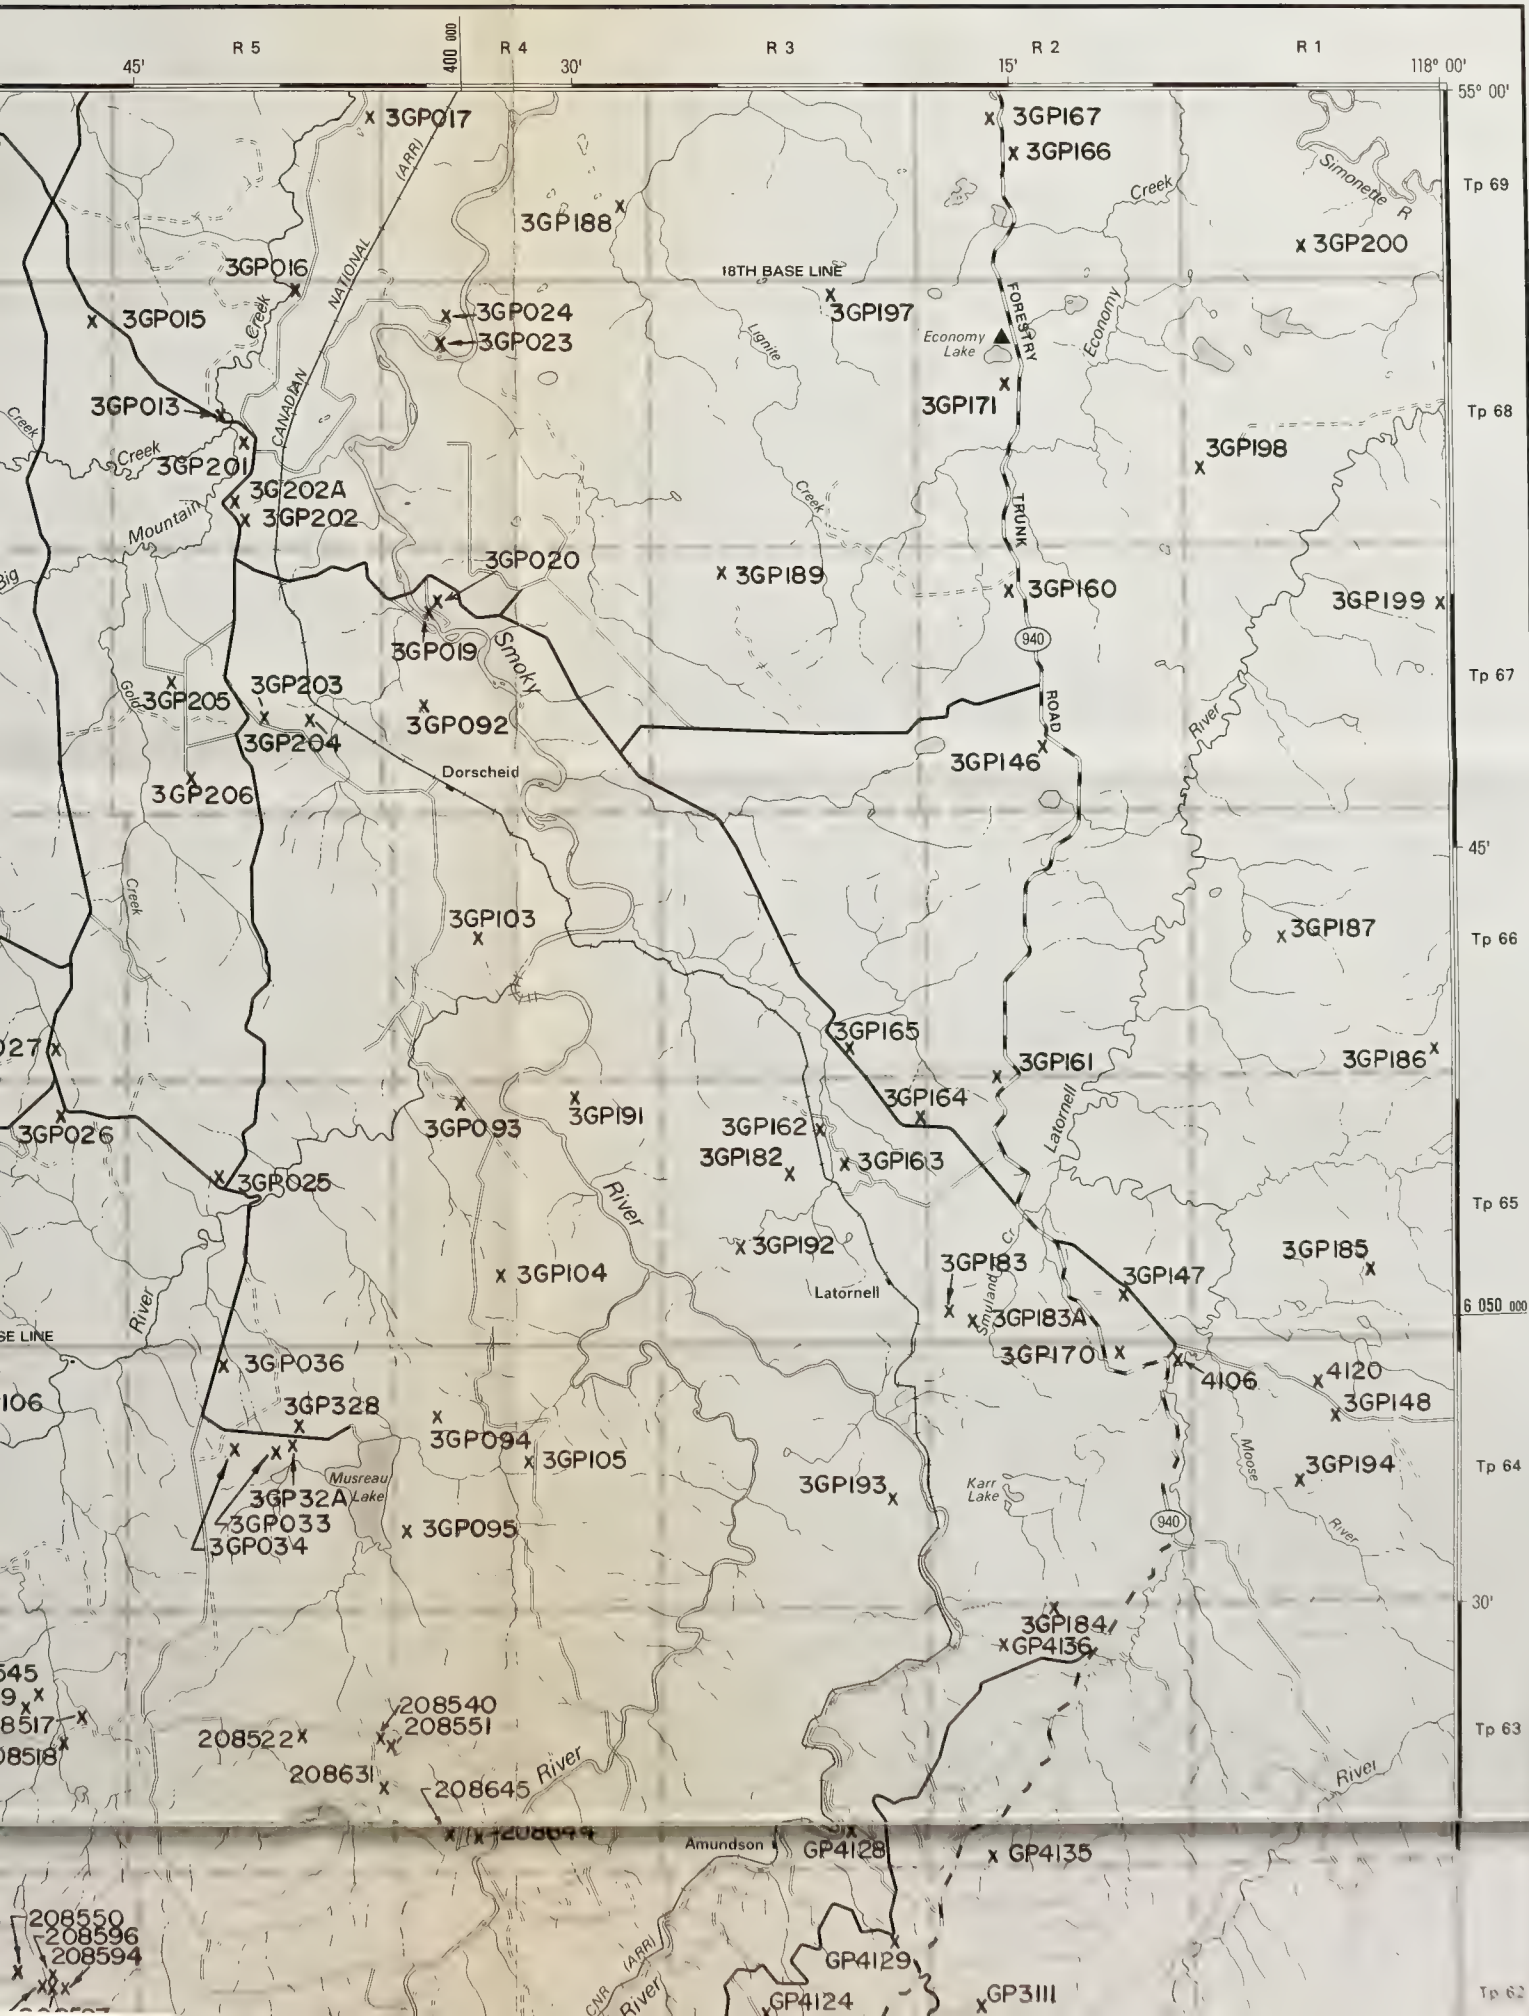 R 5
400 000
R 4
R 3
R 2
R 1
45'
30'
15'
118° 00'
55° 00'
3GP017
3GP167
3GP166
(ARR)
Creek
Simonette R
Tp 69
3GP188
3GP200
NATIONAL
3GP016
18TH BASE LINE
3GP015
Creek
3GP024
3GP197
FORESTRY
3GP023
Lignite
Economy
Lake
Economy
CANADIAN
3GP171
3GP013
Creek
Tp 68
Creek
3GP201
3GP198
3G202A
Creek
TRUNK
Mountain
3GP202
3GP020
3GP189
Big
3GP160
3GP199
940
3GP019
Smoky
3GP203
Tp 67
Gold
3GP205
3GP092
ROAD
River
3GP204
3GP146
Dorscheid
3GP206
45'
Creek
3GP103
3GP187
Tp 66
3GP165
027
3GP161
3GP186
3GP164
3GP191
3GP093
3GP162
Latornell
3GP026
3GP182
3GP163
3GP025
River
Tp 65
3GP192
3GP185
3GP183
3GP104
3GP147
Latornell
Smuland Cr
River
6 050 000
3GP183A
SE LINE
3GP170
3GP036
4106
4120
106
3GP148
3GP328
3GP094
3GP105
Moose
3GP194
Tp 64
Musreau
Lake
3GP193
Karr
Lake
3GP32A
3GP033
3GP095
940
River
3GP034
30'
3GP184
GP4136
545
9
208540
8517
208551
208522
Tp 63
08518
River
208631
River
208645
208644
Amundson
GP4128
GP4135
208550
208596
208594
(ARR)
GP4129
CNR
River
GP4124
GP3111
Tp 62